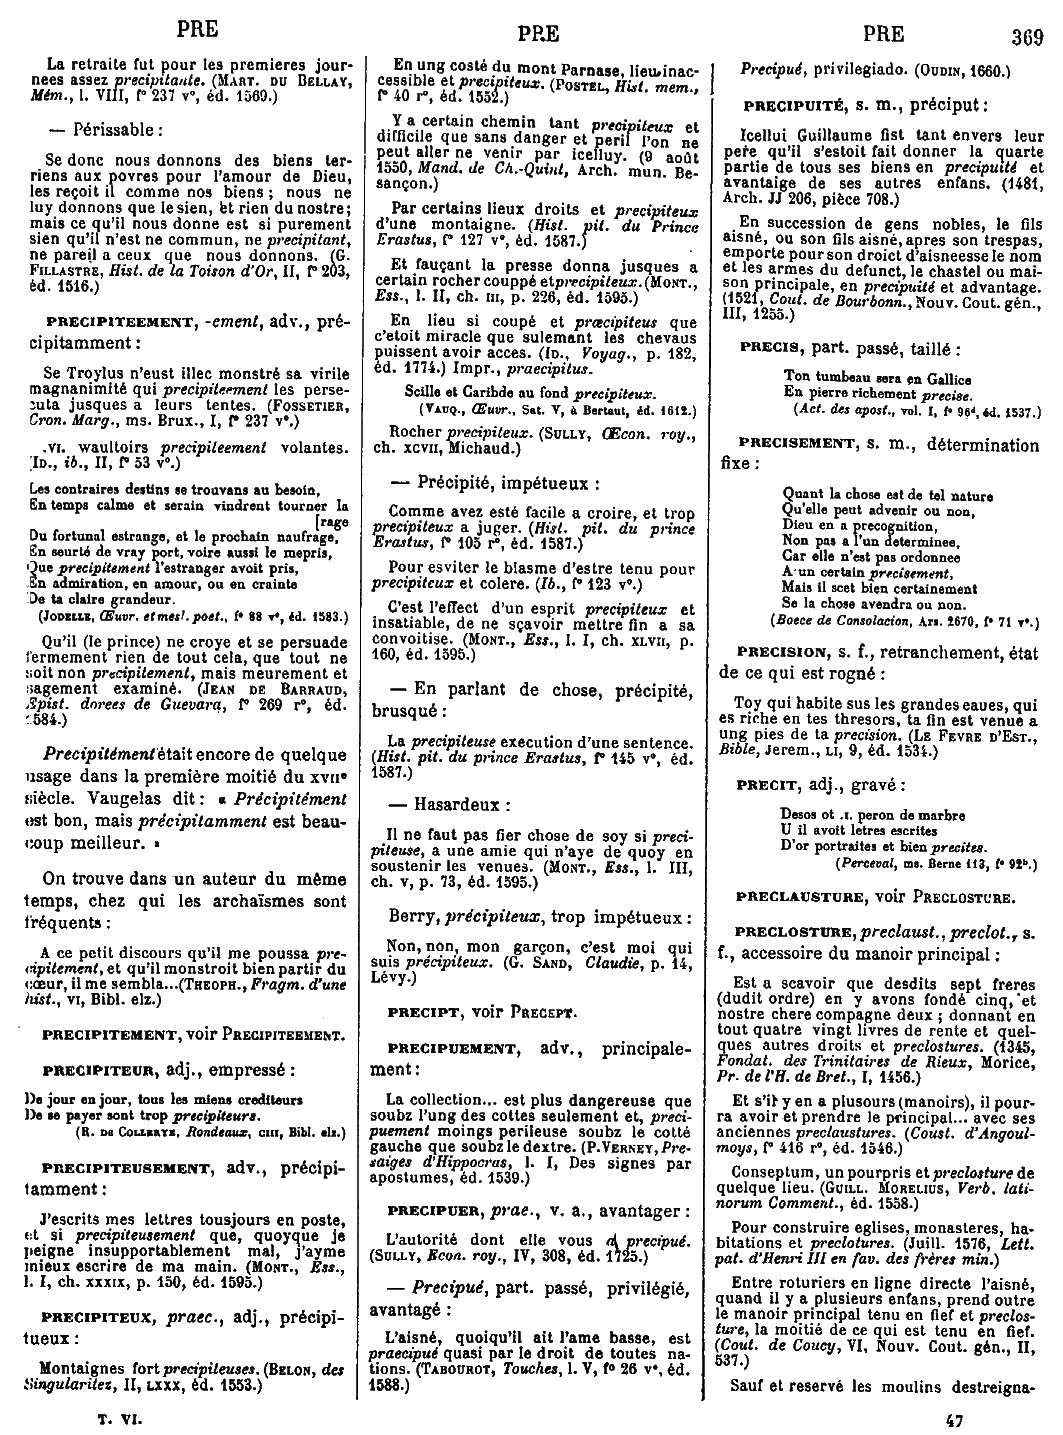 PRE
PRE
PRE
369
La retraite fut pour les premieres jour-
nees assez precipitante. (MART. DU BELLAY,
Mém., l. VIII, f° 237 v°, éd. 1569.)
— Périssable :
Se donc nous donnons des biens ter-
riens aux povres pour l'amour de Dieu,
les reçoit il comme nos biens ; nous ne
luy donnons que le sien, et rien du nostre ;
mais ce qu'il nous donne est si purement
sien qu'il n'est ne commun, ne precipitant,
ne pareil a ceux que nous donnons. (G.
FILLASTRE, Hist. de la Toison d'Or, II, f° 203,
éd. 1516.)
PRECIPITEEMENT, -ement, adv., pré-
cipitamment :
Se Troylus n'eust illec monstré sa virile
magnanimité qui precipiteement les perse-
cuta jusques a leurs tentes. (FOSSETIER,
Cron. Marg., ms. Brux., I, f° 237 v°.)
.VI. waultoirs precipiteement volantes.
ID., ib., II, f° 53 v°.)
Les contraires destins se trouvans au besoin,
En temps calme et serain vindrent tourner la
[rage
Du fortunal estrange, et le prochain naufrage,
En seurté de vray port, voire aussi le mepris,
Que precipitement l'estranger avoit pris,
En admiration, en amour, ou en crainte
De ta claire grandeur.
(JODELLE, Œuvr. et mesl. poet., f° 88 v°, éd. 1583.)
Qu'il (le prince) ne croye et se persuade
fermement rien de tout cela, que tout ne
soit non precipitement, mais meurement et
sagement examiné. (JEAN DE BARRAUD,
Epist. dorees de Guevara, f° 269 r°, éd.
1584.)
Precipitément était encore de quelque
usage dans la première moitié du XVII°
siècle. Vaugelas dit : « Précipitément
est bon, mais précipitamment est beau-
coup meilleur. »
On trouve dans un auteur du même
temps, chez qui les archaïsmes sont
fréquents :
A ce petit discours qu'il me poussa pre-
cipitement, et qu'il monstroit bien partir du
cœur, il me sembla...(THEOPH., Fragm. d'une
hist., VI, Bibl. elz.)
PRECIPITEMENT, voir PRECIPITEEMENT.
PRECIPITEUR, adj., empressé :
De jour en jour, tous les miens crediteurs
De se payer sont trop precipiteurs.
(R. DE COLLERYE, Rondeaux, CIII, Bibl. elz.)
PRECIPITEUSEMENT, adv., précipi-
tamment :
J'escrits mes lettres tousjours en poste,
et si precipiteusement que, quoyque je
peigne insupportablement mal, j'ayme
mieux escrire de ma main. (MONT., Ess.,
l. I, ch. XXXIX, p. 150, éd. 1595.)
PRECIPITEUX, praec., adj., précipi-
tueux :
Montaignes fort precipiteuses. (BELON, des
Singularitez, II, LXXX, éd. 1553.)
En ung costé du mont Parnase, lieu inac-
cessible et precipiteux. (POSTEL, Hist. mem.,
f° 40 r°, éd. 1552.)
Y a certain chemin tant precipiteux et
difficile que sans danger et peril l'on ne
peut aller ne venir par icelluy. (9 août
1550, Mand. de Ch.-Quint, Arch. mun. Be-
sançon.)
Par certains lieux droits et precipiteux
d'une montaigne. (Hist. pit. du Prince
Erastus, f° 127 v°, éd. 1587.)
Et fauçant la presse donna jusques a
certain rocher couppé et precipiteux. (MONT.,
Ess., l. II, ch. III, p. 226, éd. 1595.)
En lieu si coupé et præcipiteus que
c'etoit miracle que sulemant les chevaus
puissent avoir acces. (ID., Voyag., p. 182,
éd. 1774.) Impr., praecipitus.
Scille et Caribde au fond precipiteux.
(VAUQ., Œuvr., Sat. V, à Bertaut, éd. 1612.)
Rocher precipiteux. (SULLY, Œcon. roy.,
ch. XCVII, Michaud.)
— Précipité, impétueux :
Comme avez esté facile a croire, et trop
precipiteux a juger. (Hist. pit. du prince
Erastus, f° 105 r°, éd. 1587.)
Pour esviter le blasme d'estre tenu pour
precipiteux et colere. (Ib., f° 123 v°.)
C'est l'effect d'un esprit precipiteux et
insatiable, de ne sçavoir mettre fin a sa
convoitise. (MONT., Ess., l. I, ch. XLVII, p.
160, éd. 1595.)
— En parlant de chose, précipité,
brusqué :
La precipiteuse execution d'une sentence.
(Hist. pit. du prince Erastus, f° 145 v°, éd.
1587.)
— Hasardeux :
Il ne faut pas fier chose de soy si preci-
piteuse, a une amie qui n'aye de quoy en
soustenir les venues. (MONT., Ess., l. III,
ch. V, p. 73, éd. 1595.)
Berry, précipiteux, trop impétueux :
Non, non, mon garçon, c'est moi qui
suis précipiteux. (G. SAND, Claudie, p. 14,
Lévy.)
PRECIPT, voir PRECEPT.
PRECIPUEMENT, adv., principale-
ment :
La collection... est plus dangereuse que
soubz l'ung des cottes seulement et, preci-
puement moings perileuse soubz le cotté
gauche que soubz le dextre. (P. VERNEY, Pre-
saiges d'Hippocras, l. I, Des signes par
apostumes, éd. 1539.)
PRECIPUER, prae., v. a., avantager :
L'autorité dont elle vous a precipué.
(SULLY, Econ. roy., IV, 308, éd. 1725.)
— Precipué, part. passé, privilégié,
avantagé :
L'aisné, quoiqu'il ait l'ame basse, est
praecipué quasi par le droit de toutes na-
tions. (TABOUROT, Touches, l. V, f° 26 v°, éd.
1588.)
Precipué, privilegiado. (OUDIN, 1660.)
PRECIPUITÉ, s. m., préciput :
Icellui Guillaume fist tant envers leur
pere qu'il s'estoit fait donner la quarte
partie de tous ses biens en precipuité et
avantaige de ses autres enfans. (1481,
Arch. JJ 206, pièce 708.)
En succession de gens nobles, le fils
aisné, ou son fils aisné, apres son trespas,
emporte pour son droict d'aisneesse le nom
et les armes du defunct, le chastel ou mai-
son principale, en precipuité et advantage.
(1521, Cout. de Bourbonn., Nouv. Cout. gén.,
III, 1255.)
PRECIS, part. passé, taillé :
Ton tumbeau sera en Gallice
En pierre richement precise.
(Act. des apost., vol. I, f° 96d, éd. 1537.)
PRECISEMENT, s. m., détermination
fixe :
Quant la chose est de tel nature
Qu'elle peut advenir ou non,
Dieu en a precognition,
Non pas a l'un determinee,
Car elle n'est pas ordonnee
A un certain precisement,
Mais il scet bien certainement
Se la chose avendra ou non.
(Boece de Consolacion, Ars. 2670, f° 71 v°.)
PRECISION, s. f., retranchement, état
de ce qui est rogné :
Toy qui habite sus les grandes eaues, qui
es riche en tes thresors, ta fin est venue a
ung pies de ta precision. (LE FEVRE D'EST.,
Bible, Jerem., LI, 9, éd. 1534.)
PRECIT, adj., gravé :
Desos ot .I. peron de marbre
U il avoit letres escrites
D'or portraites et bien precites.
(Perceval, ms. Berne 113, f° 92b.)
PRECLAUSTURE, voir PRECLOSTURE.
PRECLOSTURE, preclaust., preclot., s.
f., accessoire du manoir principal :
Est a scavoir que desdits sept freres
(dudit ordre) en y avons fondé cinq, et
nostre chere compagne deux ; donnant en
tout quatre vingt livres de rente et quel-
ques autres droits et preclostures. (1345,
Fondat. des Trinitaires de Rieux, Morice,
Pr. de l'H. de Bret., I, 1456.)
Et s'il y en a plusours (manoirs), il pour-
ra avoir et prendre le principal... avec ses
anciennes preclaustures. (Coust. d'Angoul-
moys, f° 416 r°, éd. 1546.)
Conseptum, un pourpris et preclosture de
quelque lieu. (GUILL. MORELIUS, Verb. lati-
norum Comment., éd. 1558.)
Pour construire eglises, monasteres, ha-
bitations et preclotures. (Juill. 1576, Lett.
pat. d'Henri III en fav. des frères min.)
Entre roturiers en ligne directe l'aisné,
quand il y a plusieurs enfans, prend outre
le manoir principal tenu en fief et preclos-
ture, la moitié de ce qui est tenu en fief.
(Cout. de Coucy, VI, Nouv. Cout. gén., II,
537.)
Sauf et reservé les moulins destreigna-
T. VI.
47